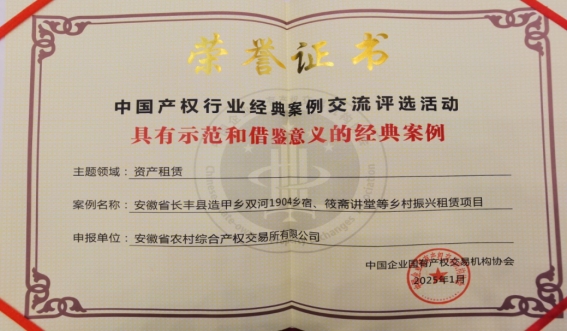 荣誉证书
中国产权行业经典案例交流评选活动
具有示范和借鉴意义的经典案例
主题领域：资产租赁
案例名称：安徽省长丰县造甲乡双河1904乡宿、筱斋讲堂等乡村振兴租赁项目
申报单位：安徽省农村综合产权交易所有限公司
中国企业国有产权交易机构协会
2025年1月